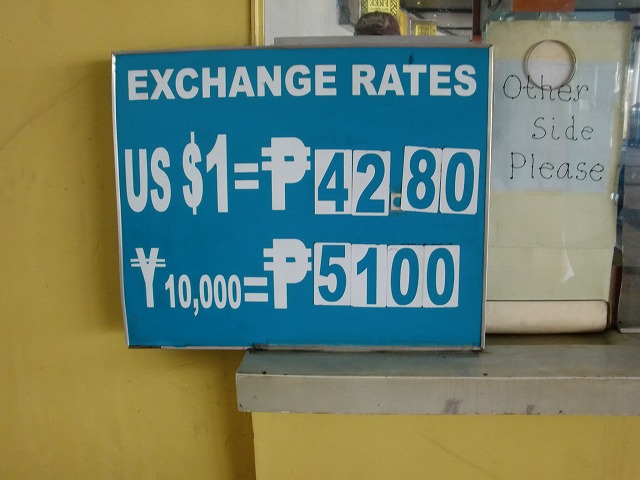 EXCHANGE RATES
US $1=₱42.80
¥10,000=₱5100
Other
Side
Please